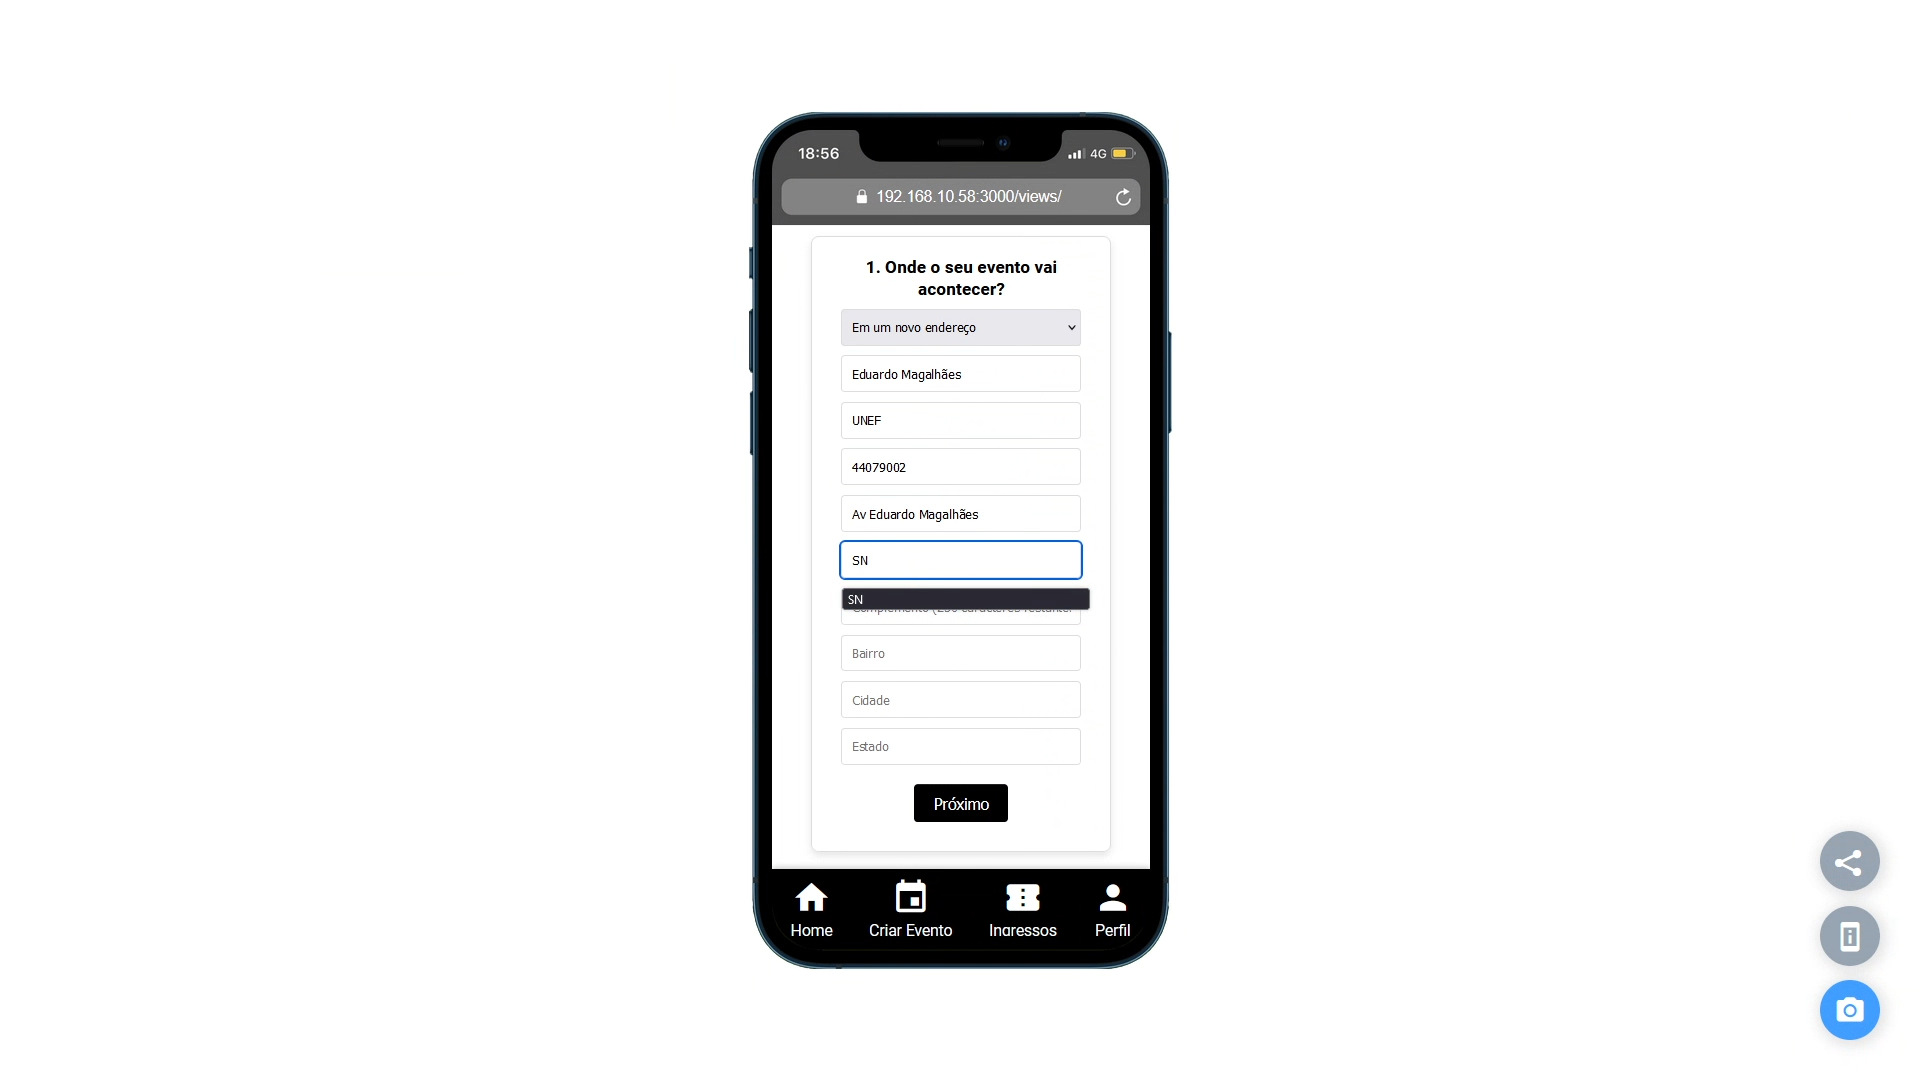 18:56
4G
192.168.10.58:3000/views/
1. Onde o seu evento vai
acontecer?
Em um novo endereço
Eduardo Magalhães
UNEF
44079002
Av Eduardo Magalhães
SN
SN
Bairro
Cidade
Estado
Próximo
Home
Criar Evento
Ingressos
Perfil